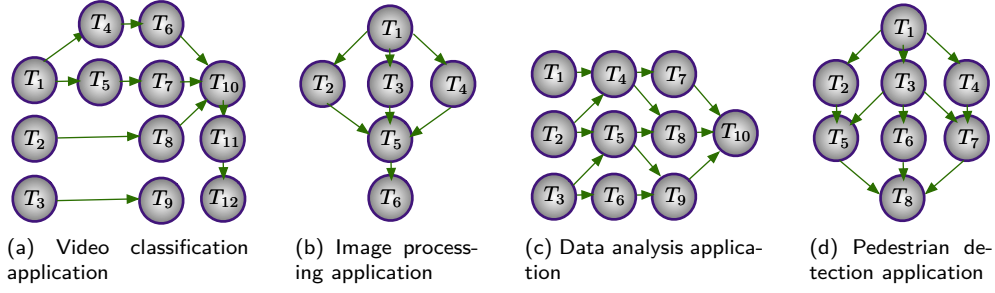 T4 T6
T1 T5 T7 T10
T2 T8 T11
T3 T9 T12
(a) Video classification
application
T1
T2 T3 T4
T5
T6
(b) Image process-
ing application
T1 T4 T7
T2 T5 T8 T10
T3 T6 T9
(c) Data analysis applica-
tion
T1
T2 T3 T4
T5 T6 T7
T8
(d) Pedestrian de-
tection application